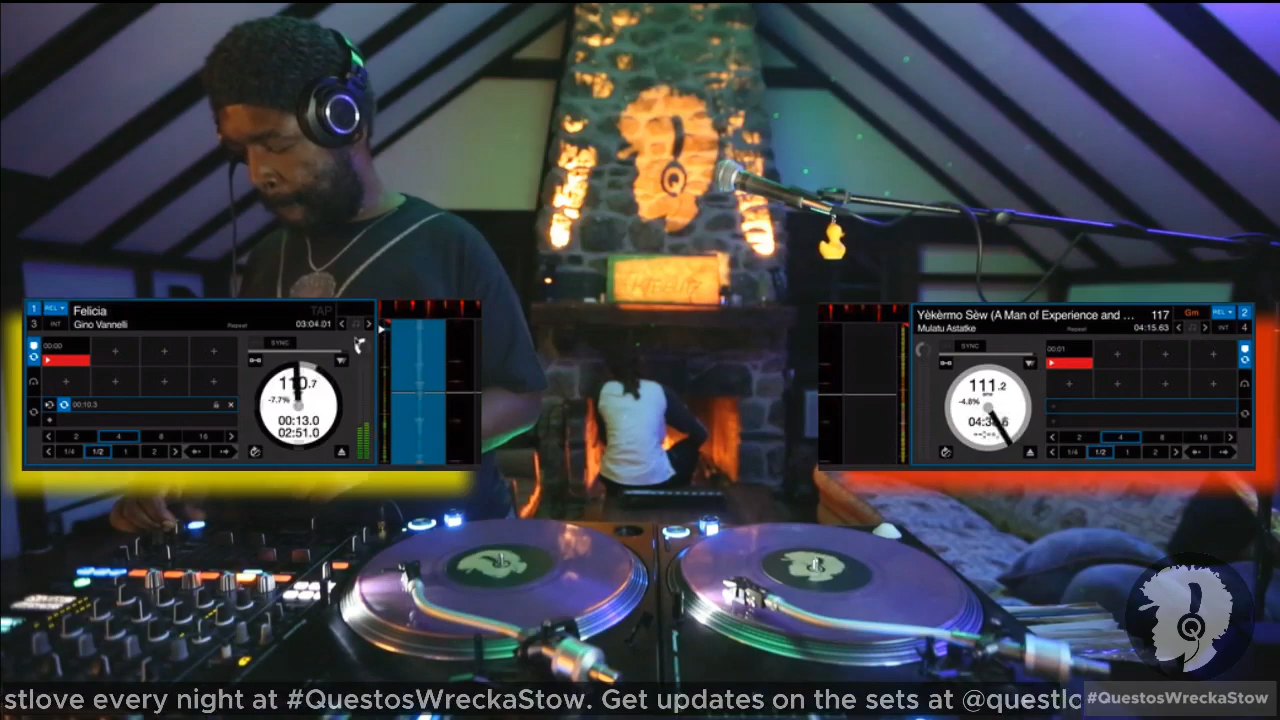 1 REL Felicia TAP
3 INT Gino Vannelli Repeat 03:04.01
SYNC
00:00
110.7
-7.7%
00:13.0
02:51.0
00:10.3
2 4 8 16
1/4 1/2 1 2
Yèkèrmo Sèw (A Man of Experience and ... 117 Gm REL 2
Mulatu Astatke Repeat 04:15.63 INT 4
SYNC
00:01
111.2
-4.8%
2 4 8 16
1/4 1/2 1 2
Q
Q
stlove every night at #QuestosWreckaStow. Get updates on the sets at @questlo
#QuestosWreckaStow